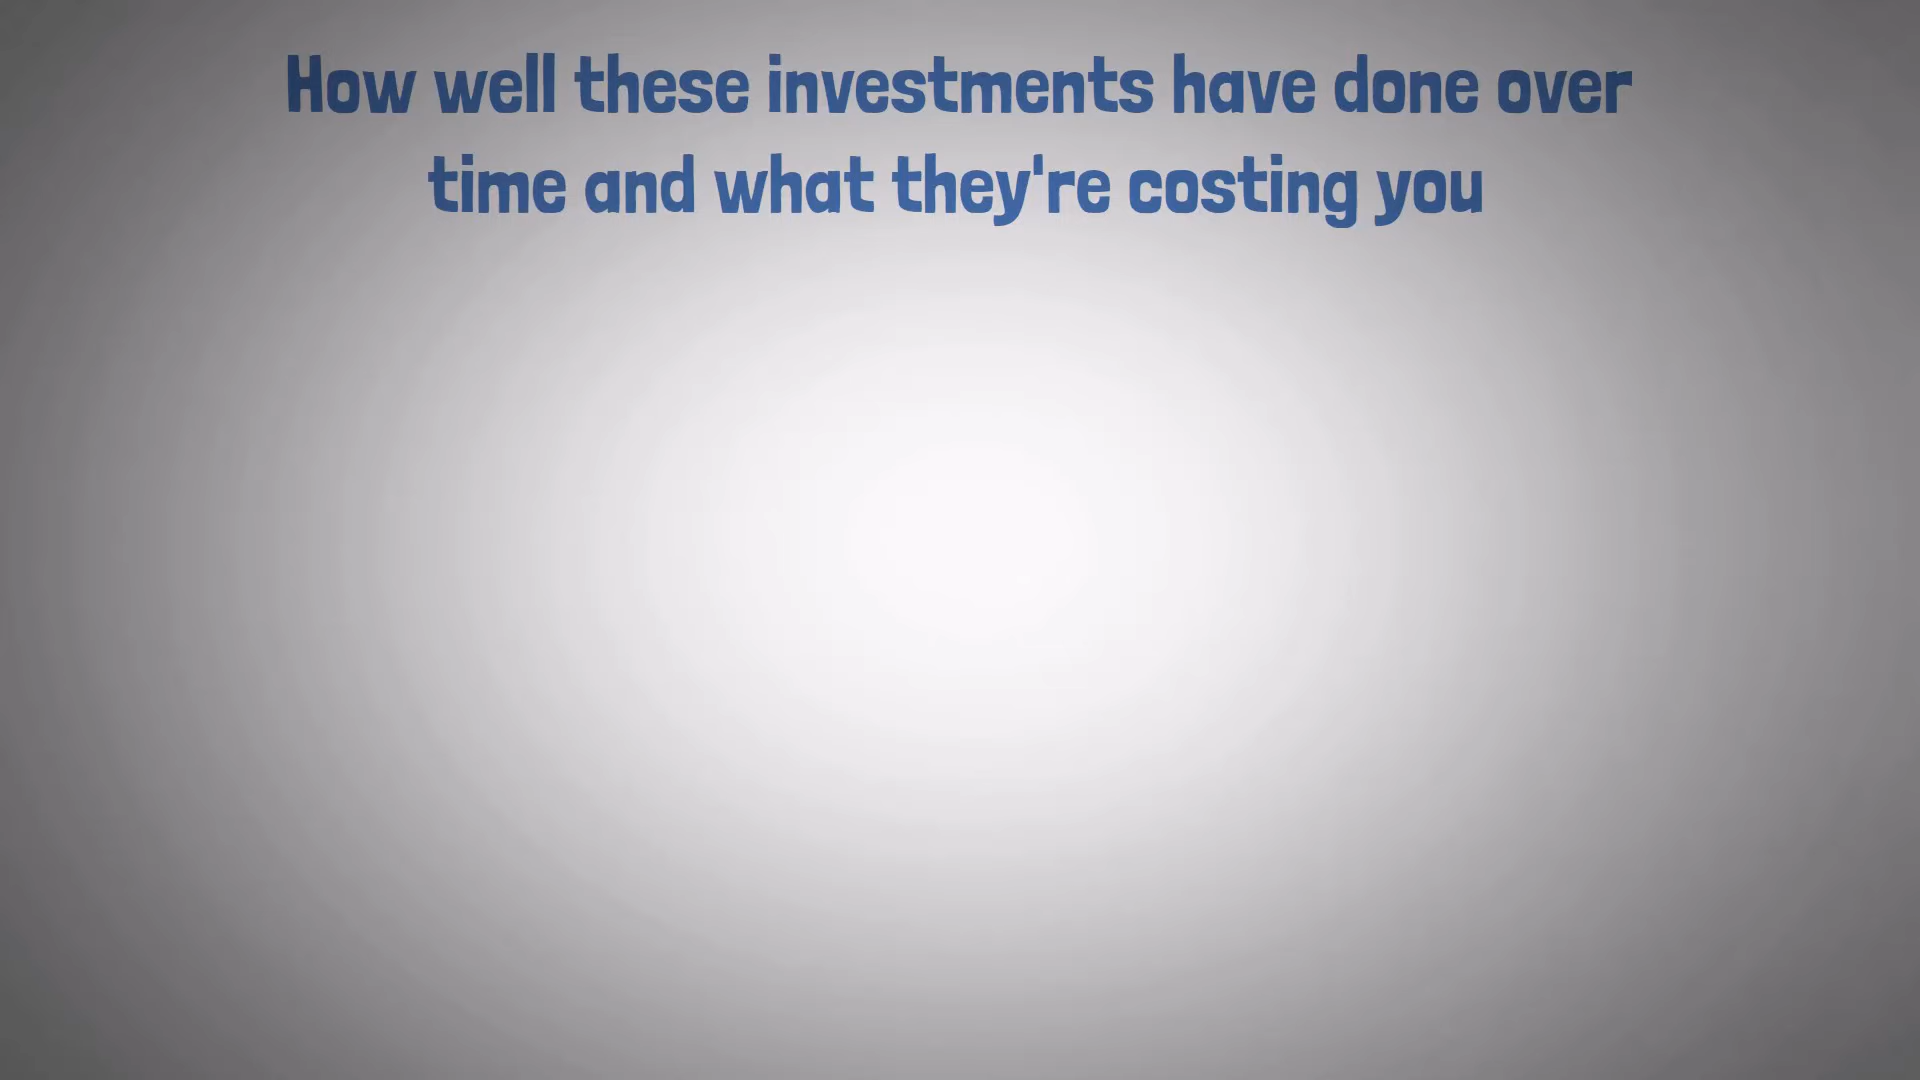 How well these investments have done over
time and what they're costing you